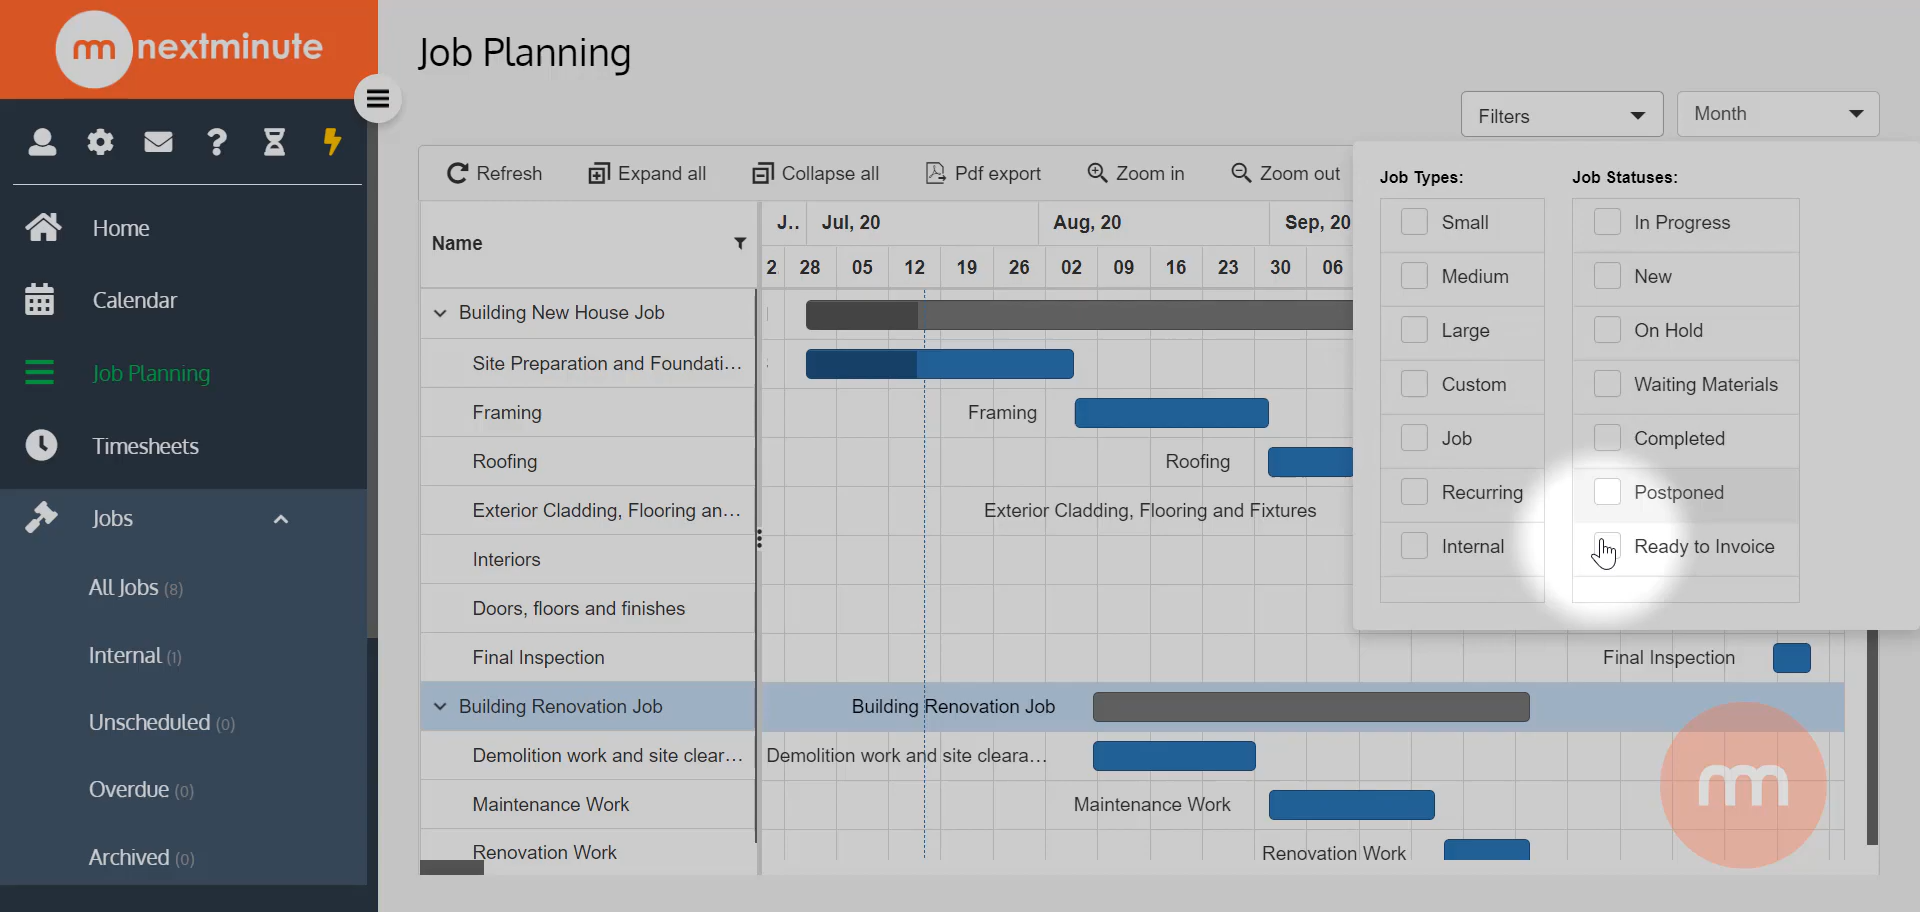 nextminute
Job Planning
Filters
Month
Refresh
Expand all
Collapse all
Pdf export
Zoom in
Zoom out
Home
Calendar
Job Planning
Timesheets
Jobs
All Jobs (8)
Internal (1)
Unscheduled (0)
Overdue (0)
Archived (0)
Name
J.. Jul, 20 Aug, 20 Sep, 20
2 28 05 12 19 26 02 09 16 23 30 06
Building New House Job
Site Preparation and Foundati...
Framing
Framing
Roofing
Roofing
Exterior Cladding, Flooring an...
Exterior Cladding, Flooring and Fixtures
Interiors
Doors, floors and finishes
Final Inspection
Final Inspection
Building Renovation Job
Building Renovation Job
Demolition work and site clear...
Demolition work and site cleara...
Maintenance Work
Maintenance Work
Renovation Work
Renovation Work
Job Types:
Small
Medium
Large
Custom
Job
Recurring
Internal
Job Statuses:
In Progress
New
On Hold
Waiting Materials
Completed
Postponed
Ready to Invoice